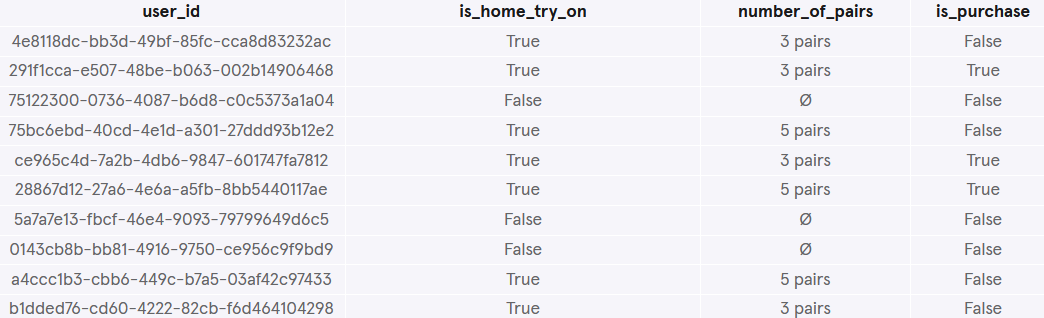 user_id is_home_try_on number_of_pairs is_purchase
4e8118dc-bb3d-49bf-85fc-cca8d83232ac True 3 pairs False
291f1cca-e507-48be-b063-002b14906468 True 3 pairs True
75122300-0736-4087-b6d8-c0c5373a1a04 False Ø False
75bc6ebd-40cd-4e1d-a301-27ddd93b12e2 True 5 pairs False
ce965c4d-7a2b-4db6-9847-601747fa7812 True 3 pairs True
28867d12-27a6-4e6a-a5fb-8bb5440117ae True 5 pairs True
5a7a7e13-fbcf-46e4-9093-79799649d6c5 False Ø False
0143cb8b-bb81-4916-9750-ce956c9f9bd9 False Ø False
a4ccc1b3-cbb6-449c-b7a5-03af42c97433 True 5 pairs False
b1dded76-cd60-4222-82cb-f6d464104298 True 3 pairs False